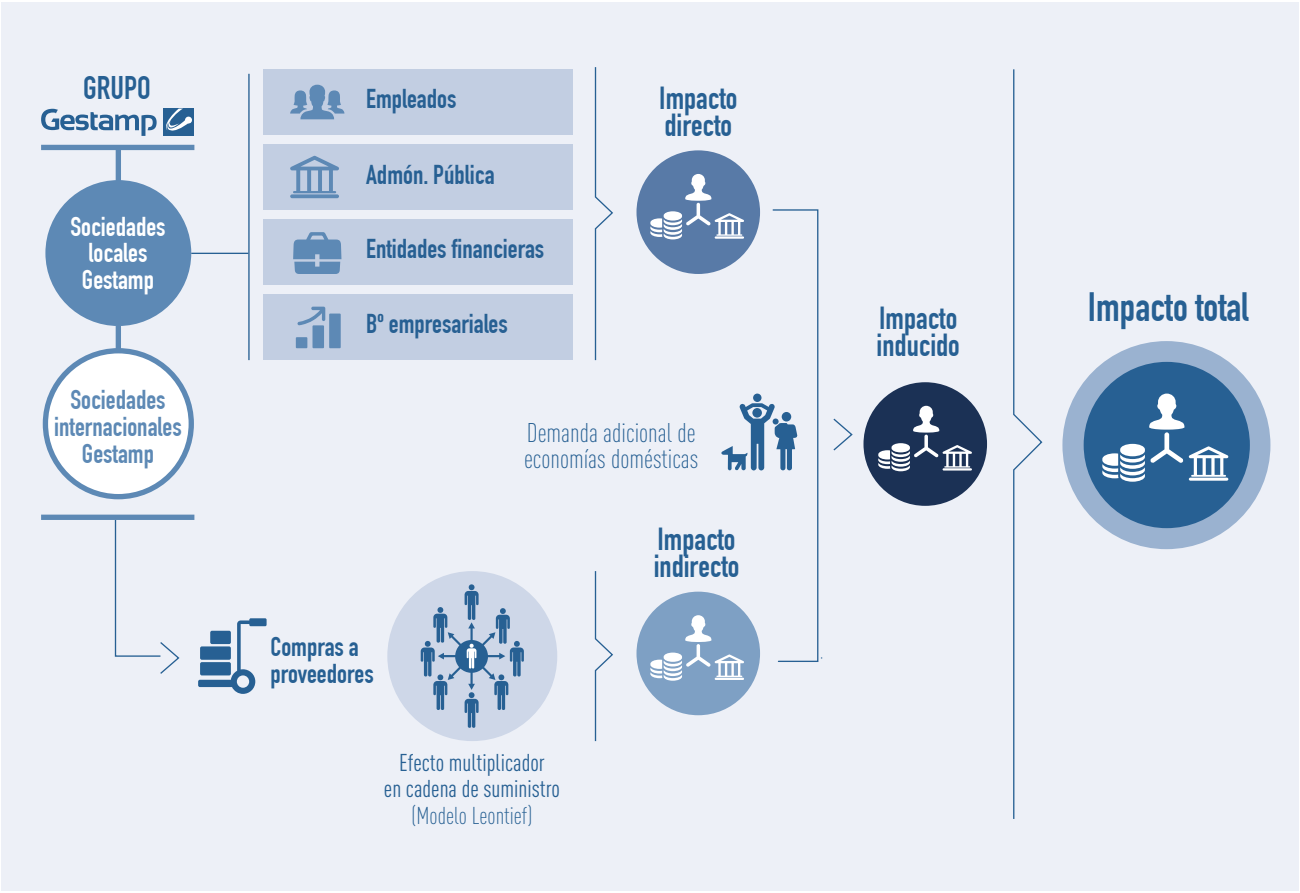 GRUPO
Gestamp
Sociedades
locales
Gestamp
Sociedades
internacionales
Gestamp
Empleados
Admón. Pública
Entidades financieras
Bº empresariales
Impacto
directo
Demanda adicional de
economías domésticas
Impacto
inducido
Impacto total
Compras a
proveedores
Efecto multiplicador
en cadena de suministro
(Modelo Leontief)
Impacto
indirecto